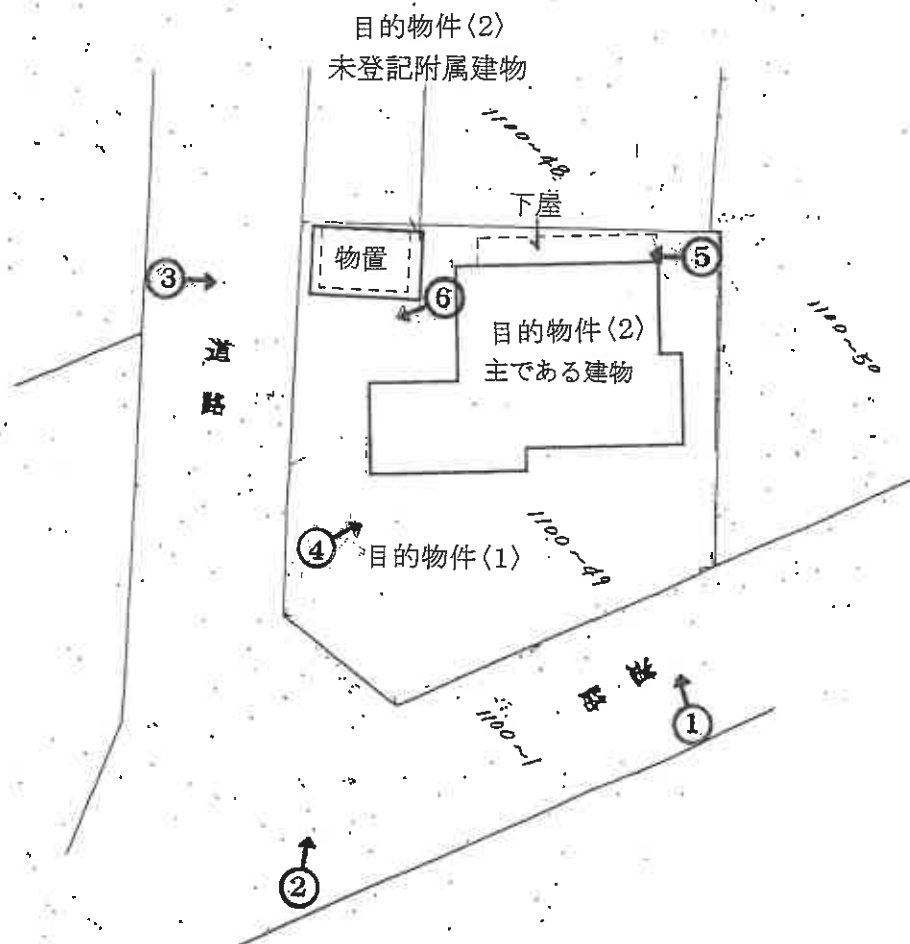 目的物件〈2〉
未登記附属建物
1100~48
下屋
物置
③
⑤
⑥
目的物件〈2〉
主である建物
1100~50
道路
④
目的物件〈1〉
1100~49
道路
1100~1
①
②